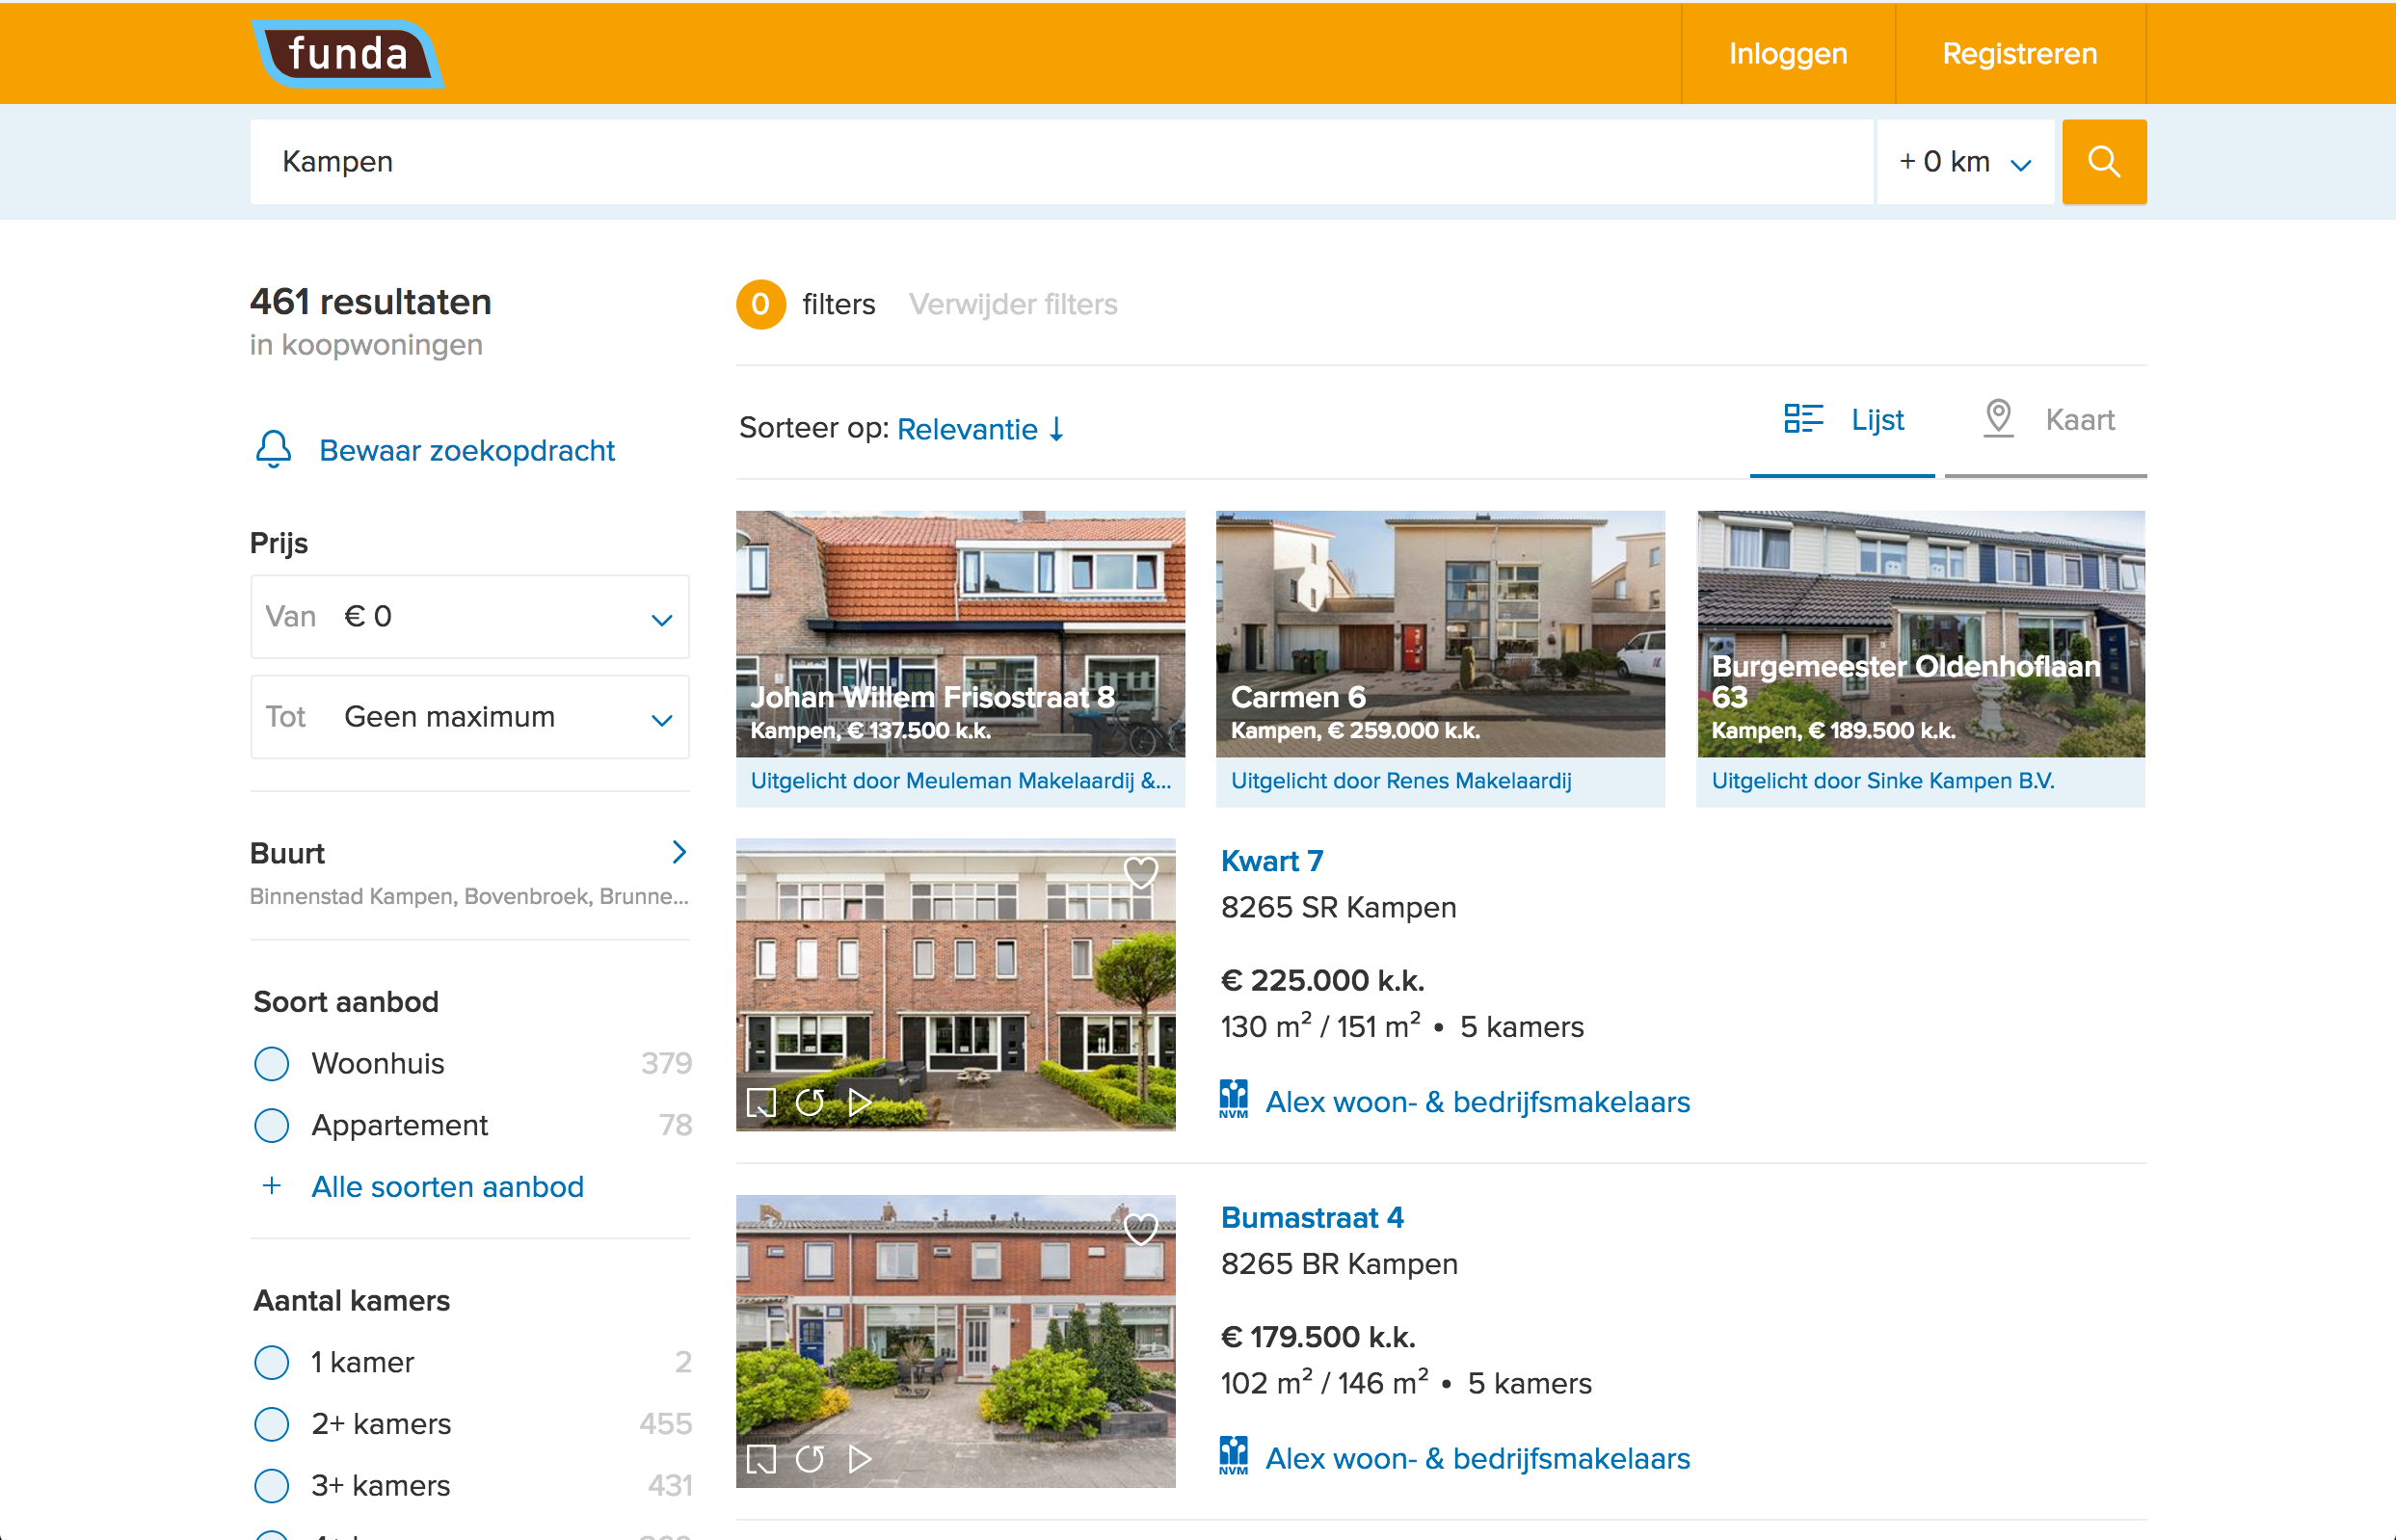 funda
Inloggen
Registreren
Kampen
+ 0 km
461 resultaten
in koopwoningen
Bewaar zoekopdracht
Prijs
Van € 0
Tot Geen maximum
Buurt
Binnenstad Kampen, Bovenbroek, Brunne...
Soort aanbod
Woonhuis 379
Appartement 78
+ Alle soorten aanbod
Aantal kamers
1 kamer 2
2+ kamers 455
3+ kamers 431
0 filters Verwijder filters
Sorteer op: Relevantie ↓
Lijst
Kaart
Johan Willem Frisostraat 8
Kampen, € 137.500 k.k.
Uitgelicht door Meuleman Makelaardij &...
Carmen 6
Kampen, € 259.000 k.k.
Uitgelicht door Renes Makelaardij
Burgemeester Oldenhoflaan
63
Kampen, € 189.500 k.k.
Uitgelicht door Sinke Kampen B.V.
Kwart 7
8265 SR Kampen
€ 225.000 k.k.
130 m² / 151 m² • 5 kamers
NVM Alex woon- & bedrijfsmakelaars
Bumastraat 4
8265 BR Kampen
€ 179.500 k.k.
102 m² / 146 m² • 5 kamers
NVM Alex woon- & bedrijfsmakelaars